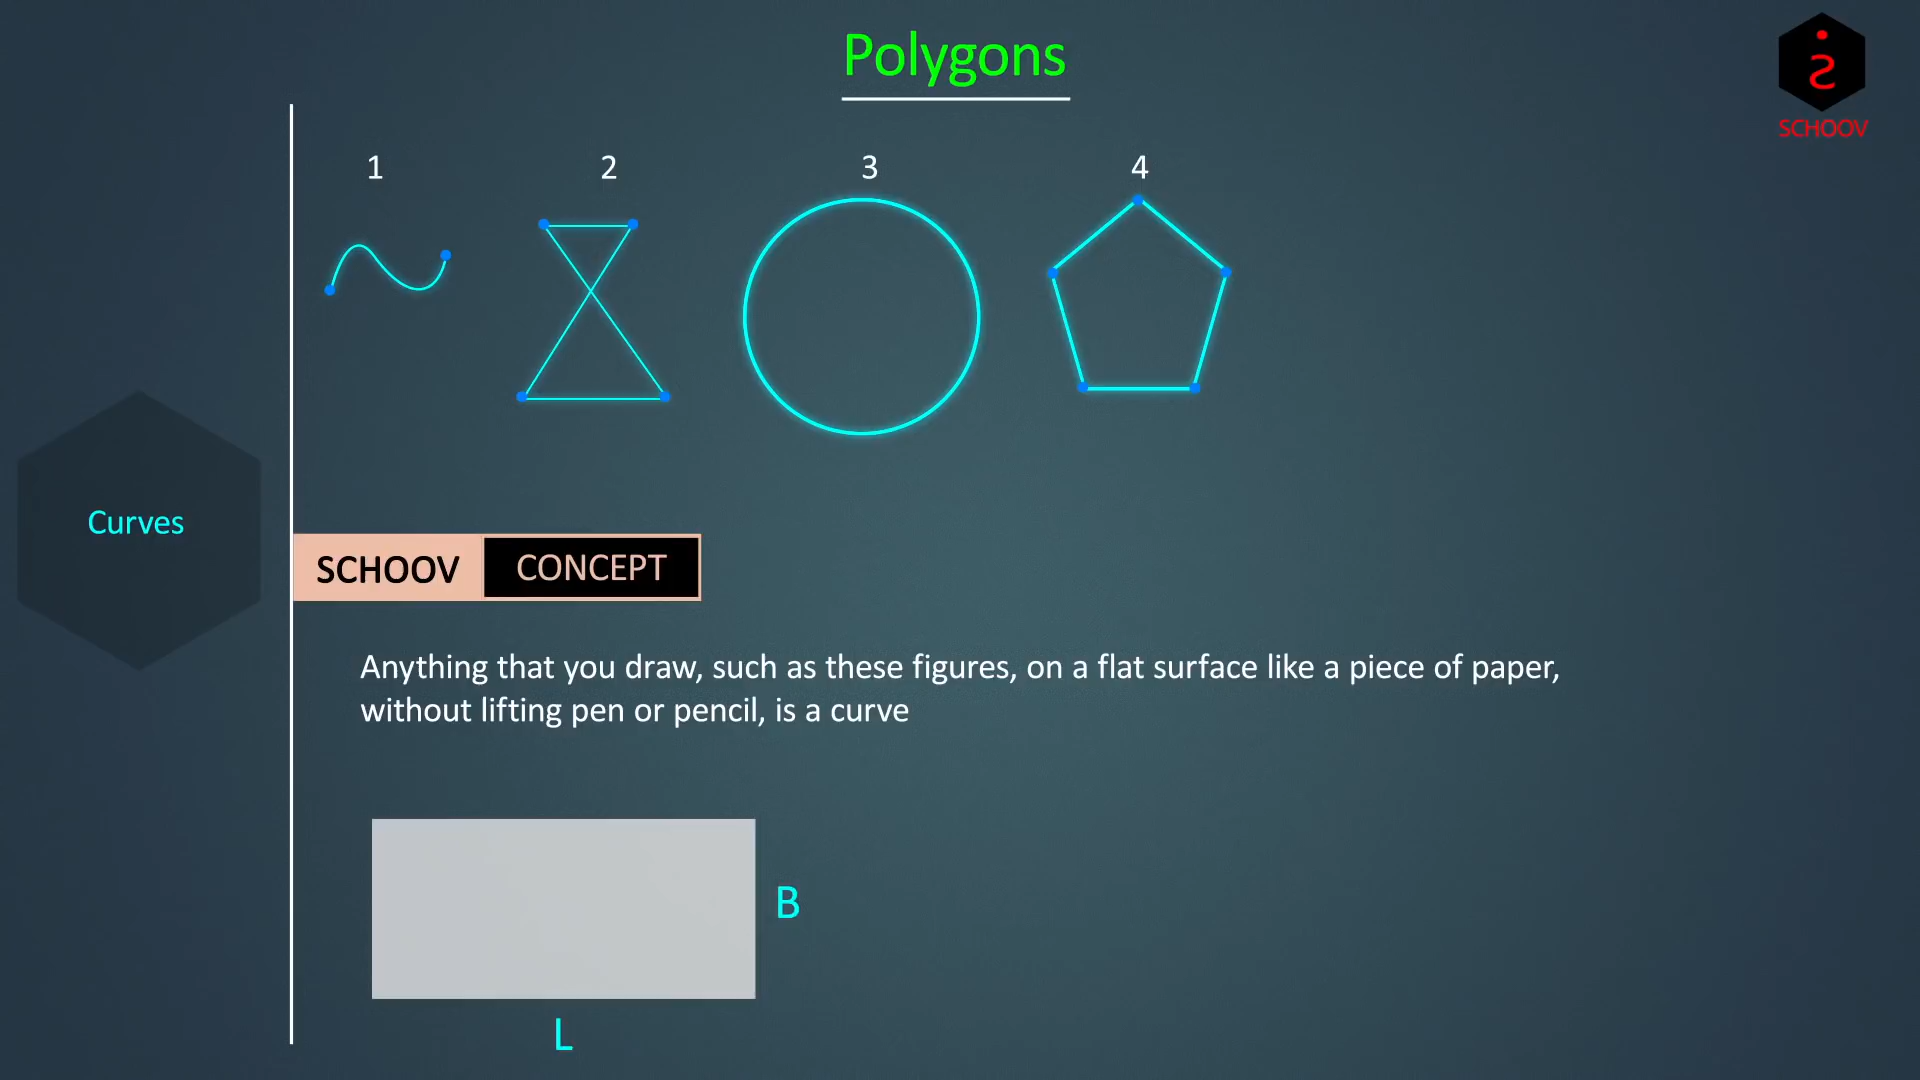 Polygons
SCHOOV
1 2 3 4
Curves
SCHOOV CONCEPT
Anything that you draw, such as these figures, on a flat surface like a piece of paper,
without lifting pen or pencil, is a curve
B
L